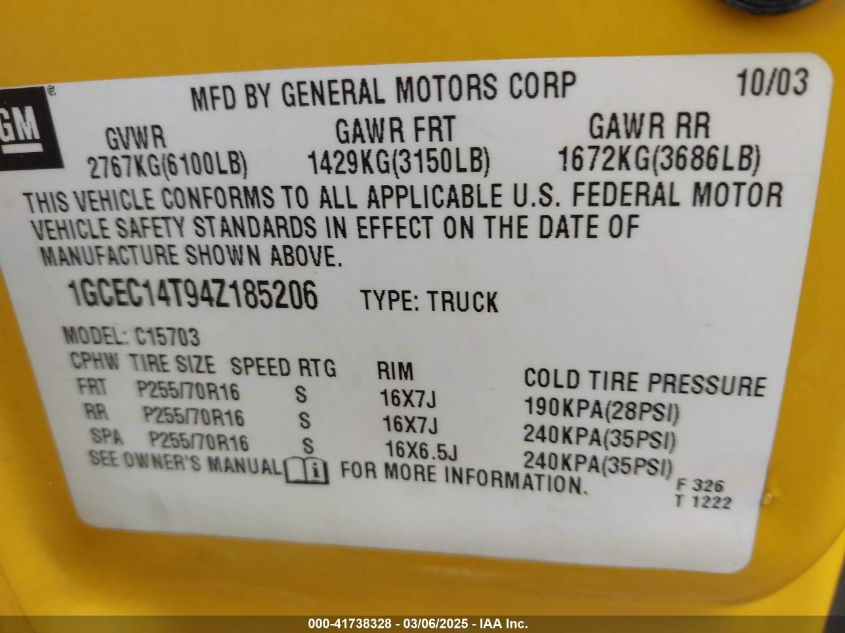 GM®
MFD BY GENERAL MOTORS CORP 10/03
GVWR GAWR FRT GAWR RR
2767KG(6100LB) 1429KG(3150LB) 1672KG(3686LB)
THIS VEHICLE CONFORMS TO ALL APPLICABLE U.S. FEDERAL MOTOR
VEHICLE SAFETY STANDARDS IN EFFECT ON THE DATE OF
MANUFACTURE SHOWN ABOVE.
1GCEC14T94Z185206 TYPE: TRUCK
MODEL: C15703
CPHW TIRE SIZE SPEED RTG RIM COLD TIRE PRESSURE
FRT P255/70R16 S 16X7J 190KPA(28PSI)
RR P255/70R16 S 16X7J 240KPA(35PSI)
SPA P255/70R16 S 16X6.5J 240KPA(35PSI)
SEE OWNER'S MANUAL FOR MORE INFORMATION.
F 326
T 1222
000-41738328 — 03/06/2025 — IAA Inc.